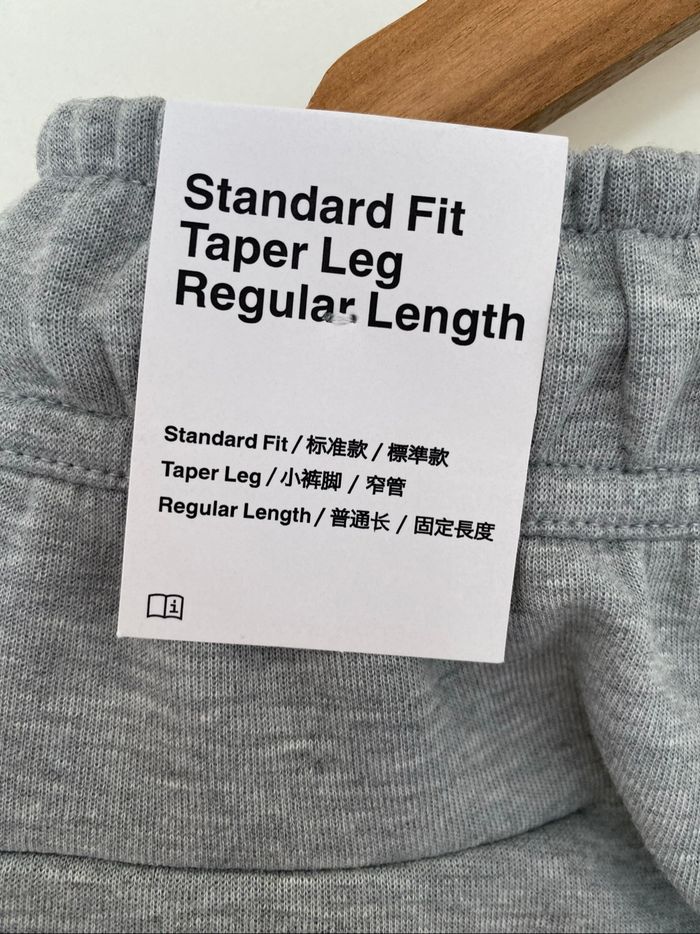 Standard Fit
Taper Leg
Regular Length
Standard Fit / 标准款 / 標準款
Taper Leg / 小裤脚 / 窄管
Regular Length / 普通长 / 固定長度
i